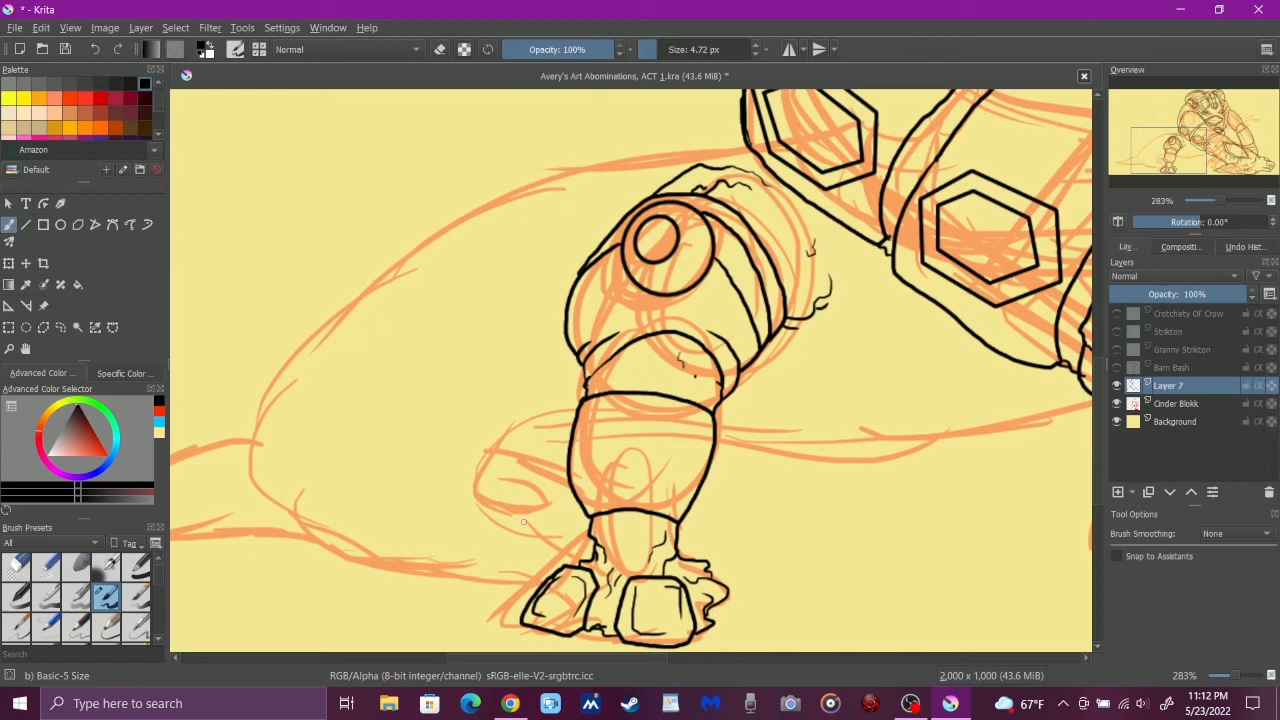 * - Krita
File Edit View Image Layer Select Filter Tools Settings Window Help
Normal Opacity: 100% Size: 4.72 px
Palette
Avery's Art Abominations, ACT 1.kra (43.6 MiB) *
Overview
Amazon
Default
283%
Rotation: 0.00°
Lay... Compositi... Undo Hist...
Layers
Normal
Opacity: 100%
Crotchety Ol' Crow
Strikton
Granny Strikton
Barn Bash
Layer 7
Cinder Blokk
Background
Advanced Color ... Specific Color ...
Advanced Color Selector
Tool Options
Brush Smoothing: None
Snap to Assistants
Brush Presets
All Tag
Search
b) Basic-5 Size
RGB/Alpha (8-bit integer/channel) sRGB-elle-V2-srgbtrc.icc
2,000 x 1,000 (43.6 MiB)
283%
Type here to search
67°F
11:12 PM
5/23/2022